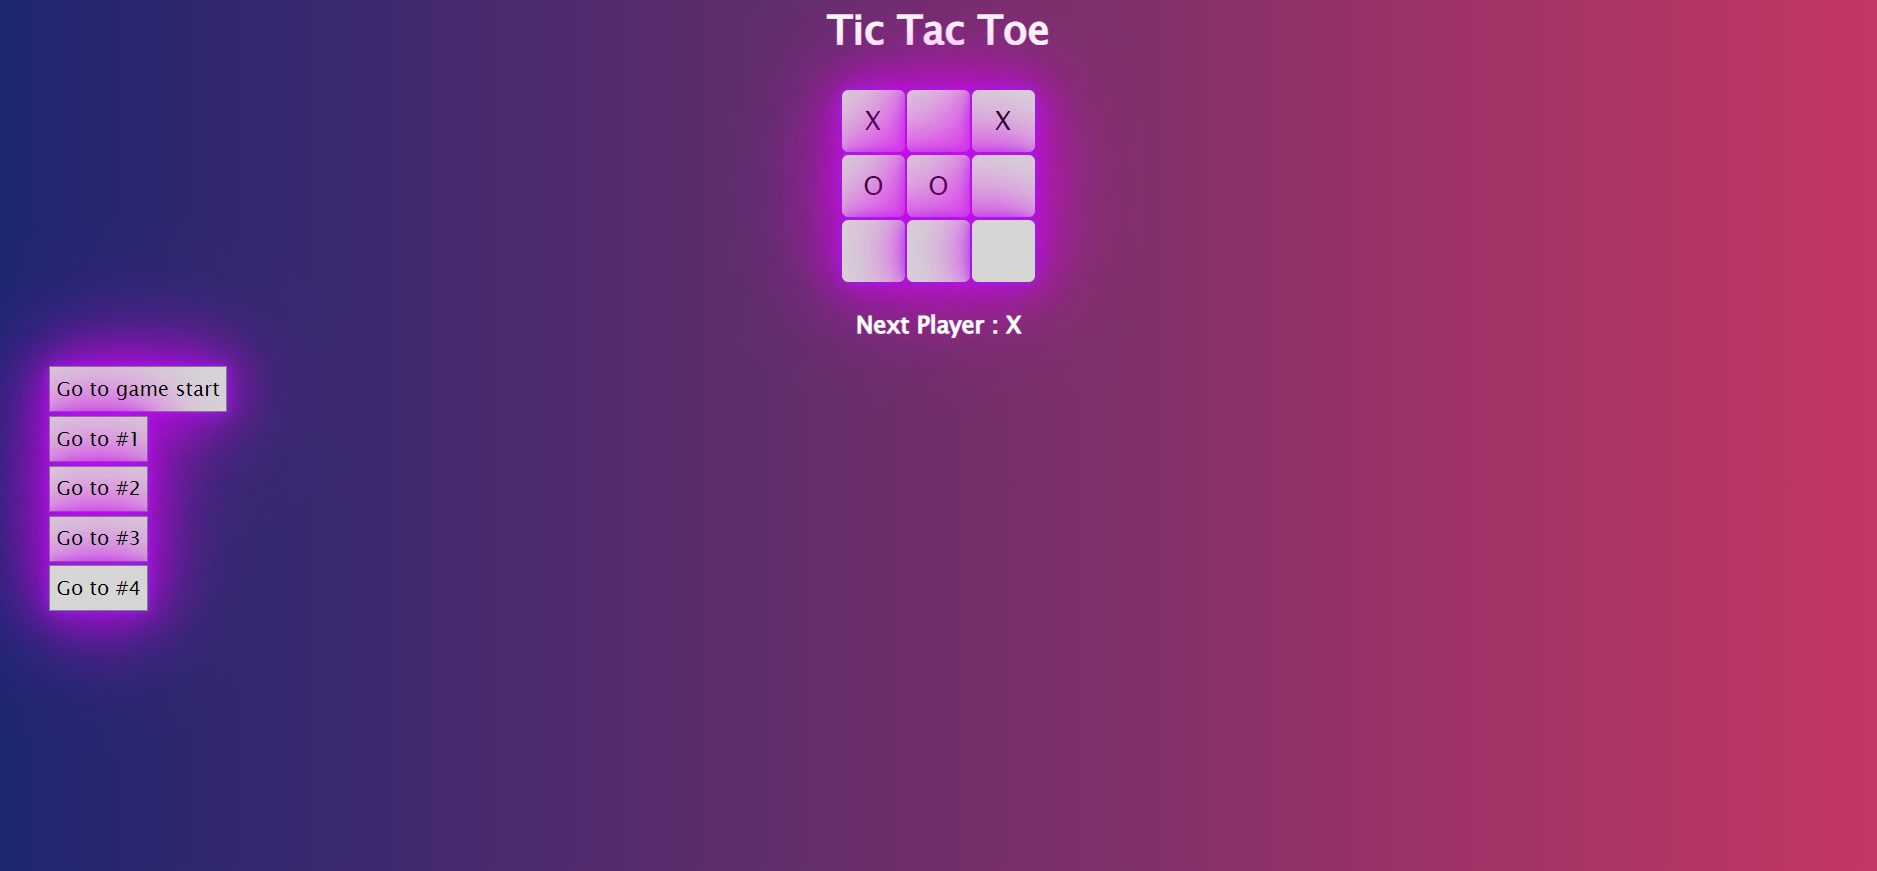 Tic Tac Toe
X X
O O
Next Player : X
Go to game start
Go to #1
Go to #2
Go to #3
Go to #4